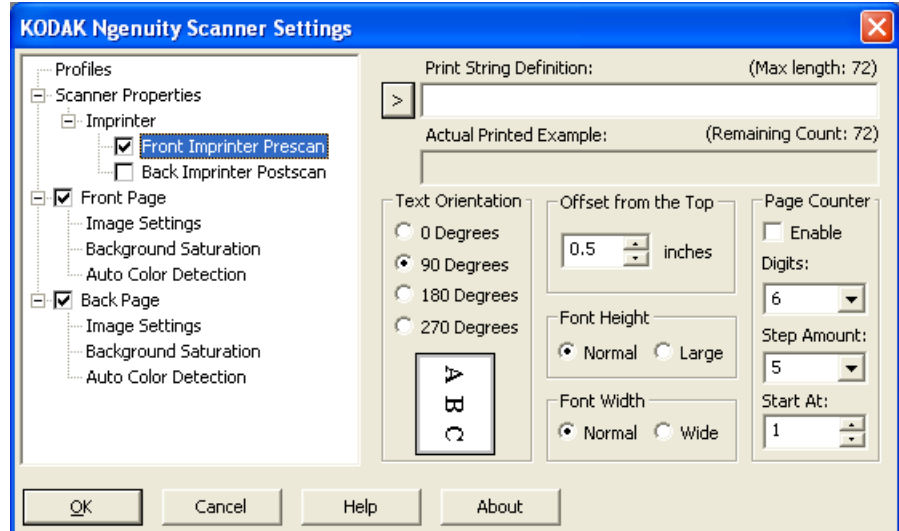 KODAK Ngenuity Scanner Settings
Profiles
Scanner Properties
Imprinter
Front Imprinter Prescan
Back Imprinter Postscan
Front Page
Image Settings
Background Saturation
Auto Color Detection
Back Page
Image Settings
Background Saturation
Auto Color Detection
Print String Definition: (Max length: 72)
>
Actual Printed Example: (Remaining Count: 72)
Text Orientation
0 Degrees
90 Degrees
180 Degrees
270 Degrees
A B C
Offset from the Top
0.5 inches
Font Height
Normal Large
Font Width
Normal Wide
Page Counter
Enable
Digits:
6
Step Amount:
5
Start At:
1
OK Cancel Help About